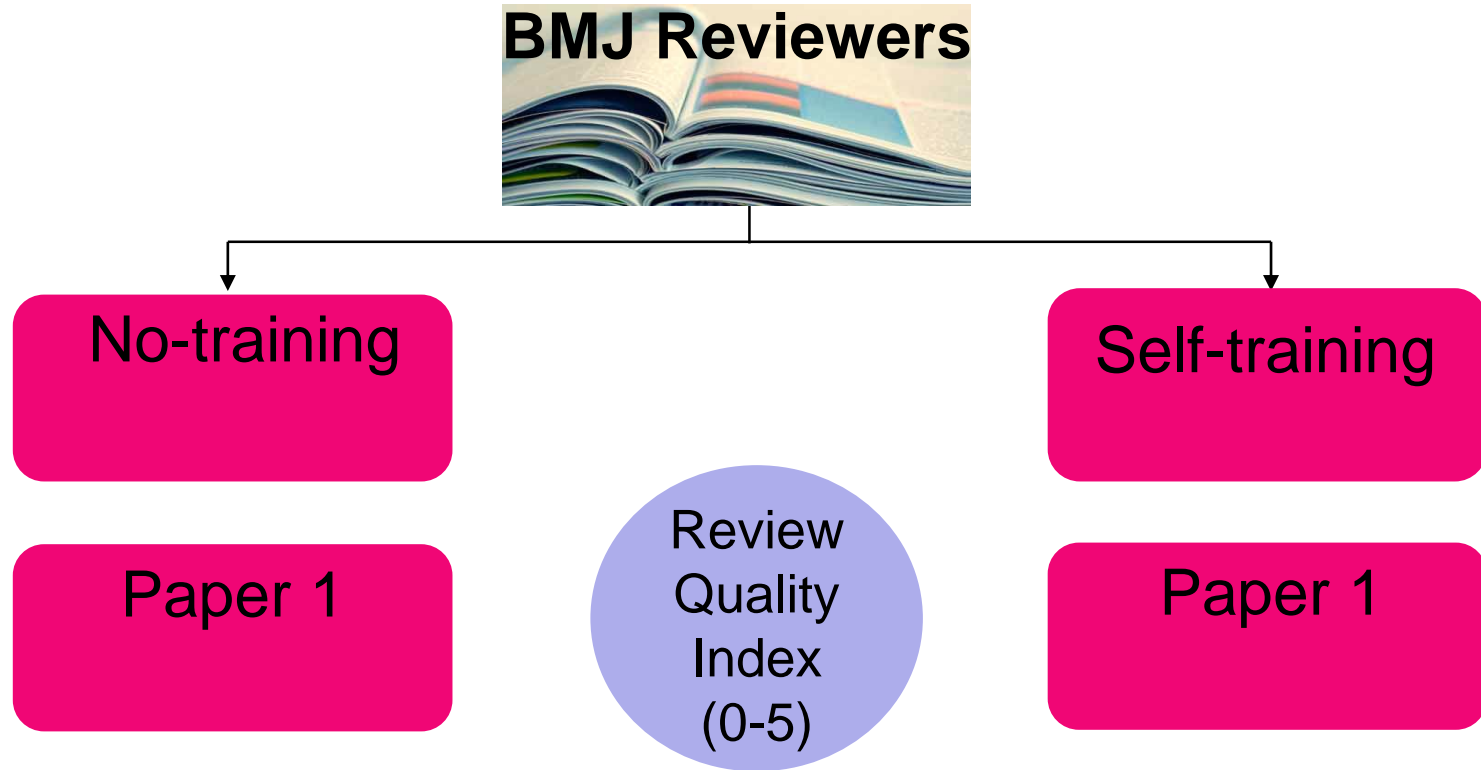 BMJ Reviewers
No-training
Self-training
Paper 1
Review
Quality
Index
(0-5)
Paper 1